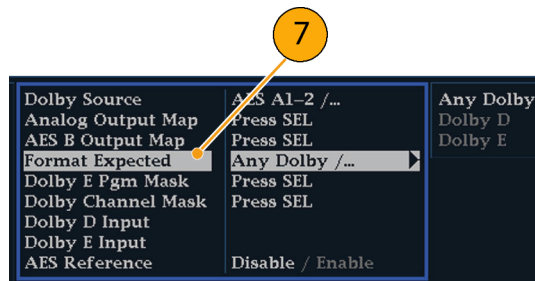 7
Dolby Source AES A1–2 /... Any Dolby
Analog Output Map Press SEL Dolby D
AES B Output Map Press SEL Dolby E
Format Expected Any Dolby /...
Dolby E Pgm Mask Press SEL
Dolby Channel Mask Press SEL
Dolby D Input
Dolby E Input
AES Reference Disable / Enable